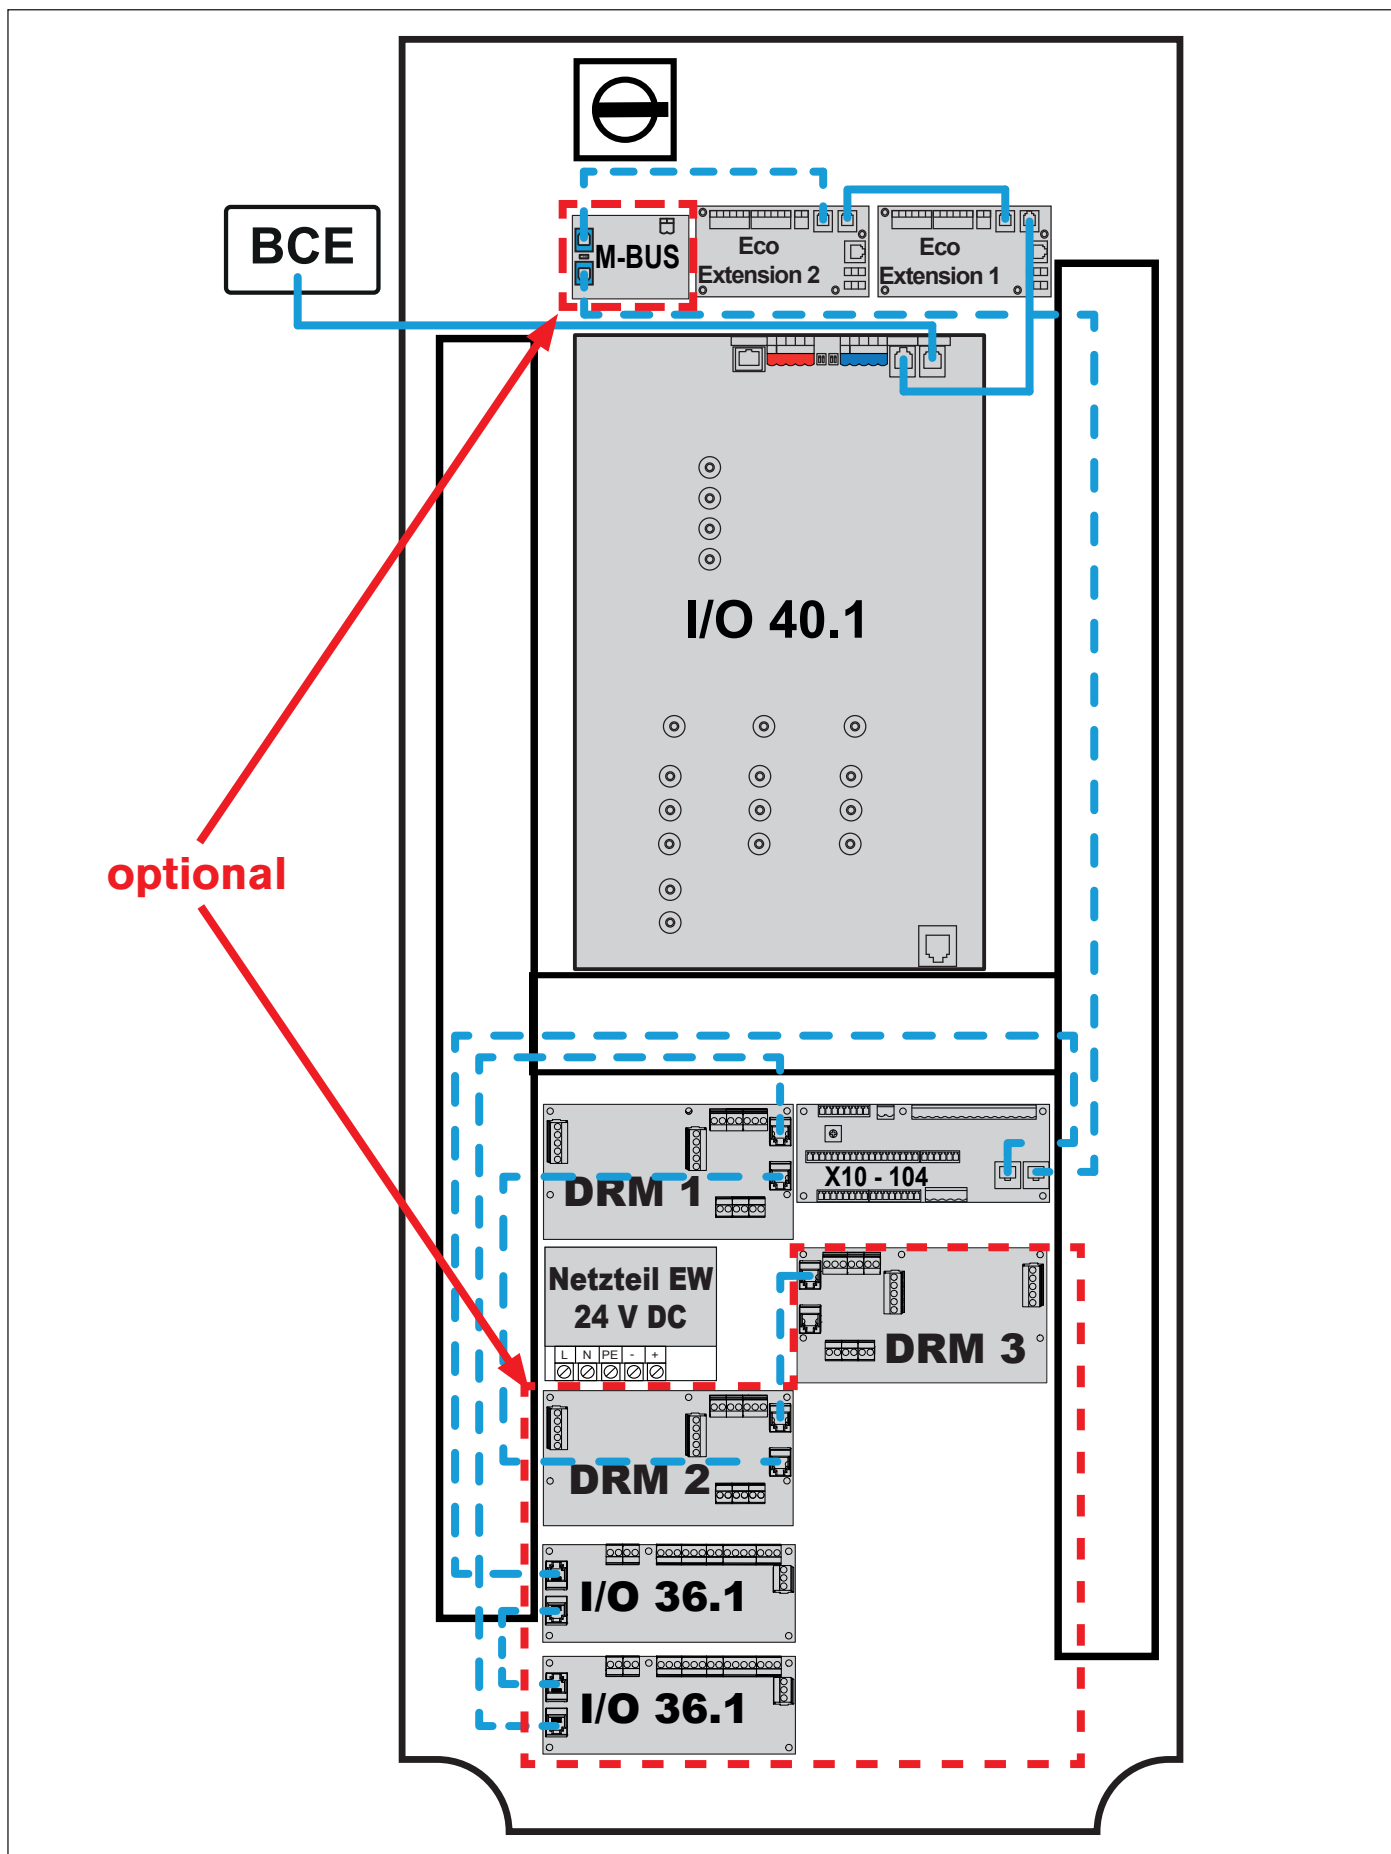 BCE
M-BUS
Eco
Extension 2
Eco
Extension 1
I/O 40.1
optional
DRM 1
X10 - 104
Netzteil EW
24 V DC
L N PE - +
DRM 3
DRM 2
I/O 36.1
I/O 36.1